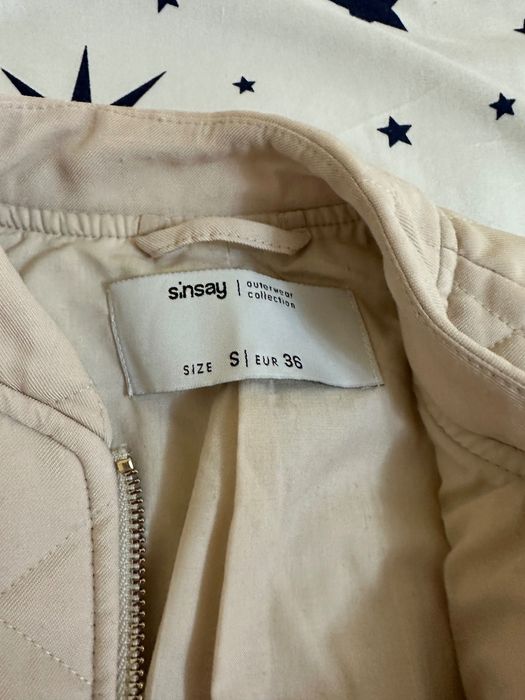 sinsay | outerwear
collection
SIZE S | EUR 36